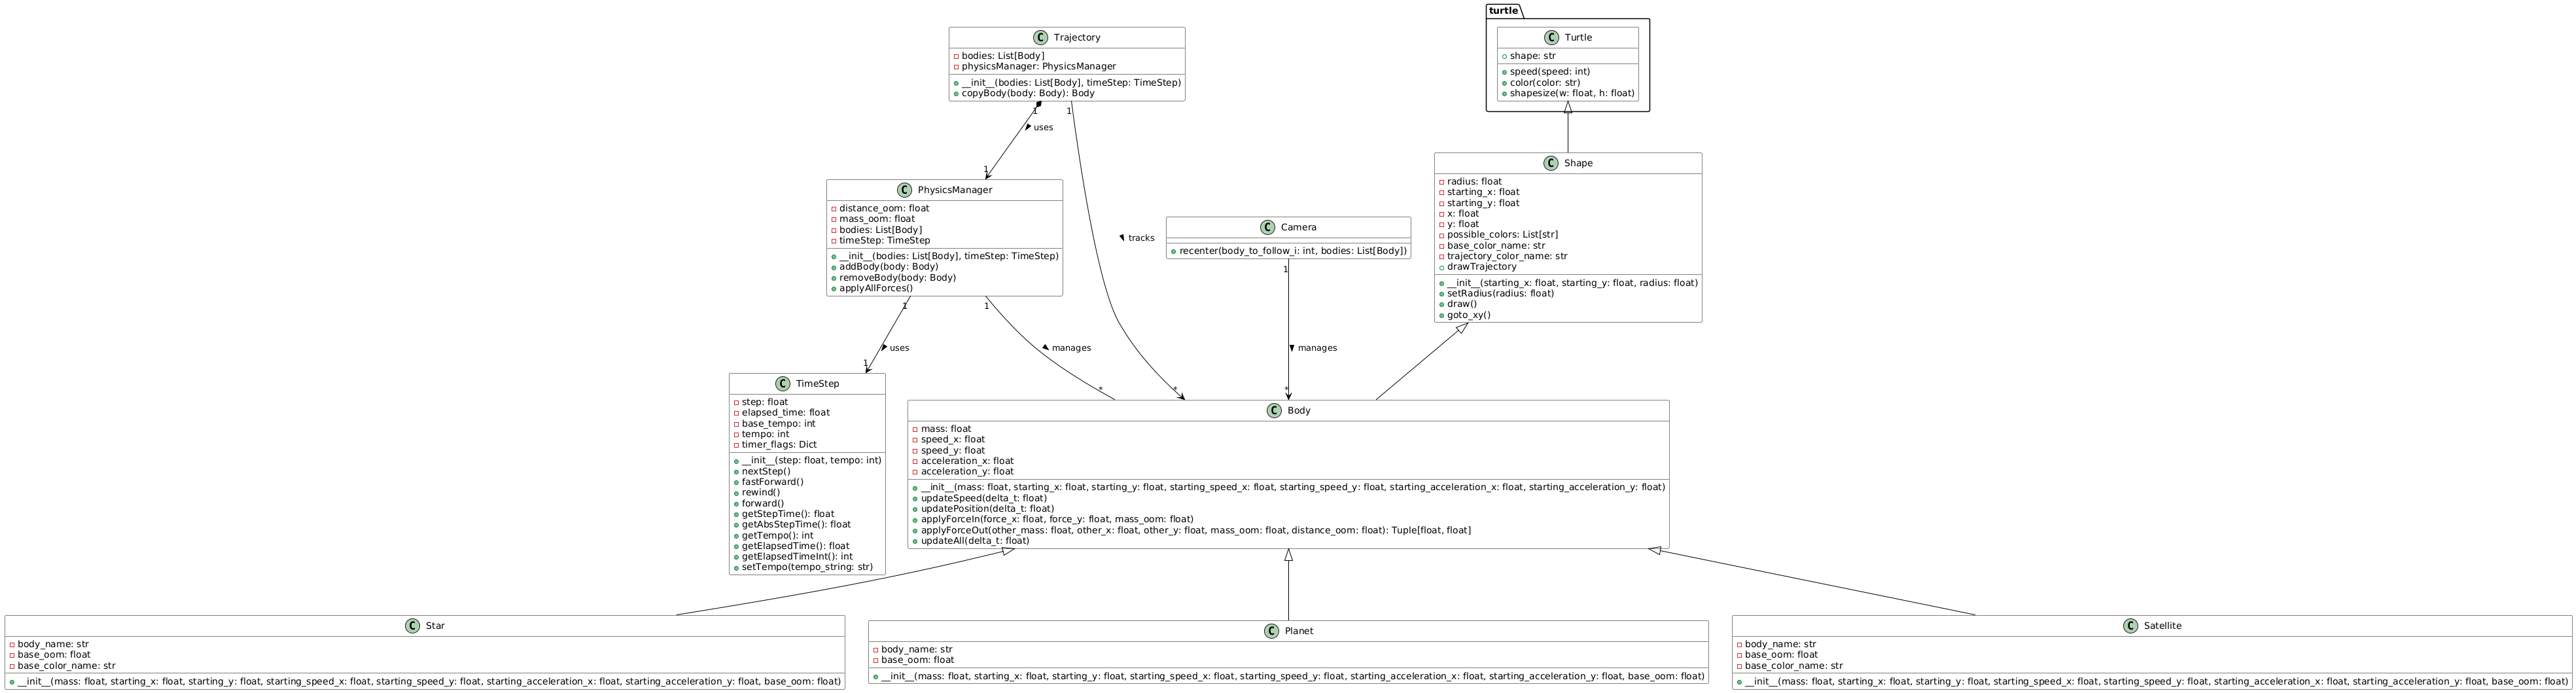 turtle
C Trajectory
bodies: List[Body]
physicsManager: PhysicsManager
__init__(bodies: List[Body], timeStep: TimeStep)
copyBody(body: Body): Body
C Turtle
shape: str
speed(speed: int)
color(color: str)
shapesize(w: float, h: float)
1
1
uses
1
C PhysicsManager
distance_oom: float
mass_oom: float
bodies: List[Body]
timeStep: TimeStep
__init__(bodies: List[Body], timeStep: TimeStep)
addBody(body: Body)
removeBody(body: Body)
applyAllForces()
tracks
C Camera
recenter(body_to_follow_i: int, bodies: List[Body])
C Shape
radius: float
starting_x: float
starting_y: float
x: float
y: float
possible_colors: List[str]
base_color_name: str
trajectory_color_name: str
drawTrajectory
__init__(starting_x: float, starting_y: float, radius: float)
setRadius(radius: float)
draw()
goto_xy()
1
1
1
uses
manages
manages
1
*
*
*
C TimeStep
step: float
elapsed_time: float
base_tempo: int
tempo: int
timer_flags: Dict
__init__(step: float, tempo: int)
nextStep()
fastForward()
rewind()
forward()
getStepTime(): float
getAbsStepTime(): float
getTempo(): int
getElapsedTime(): float
getElapsedTimeInt(): int
setTempo(tempo_string: str)
C Body
mass: float
speed_x: float
speed_y: float
acceleration_x: float
acceleration_y: float
__init__(mass: float, starting_x: float, starting_y: float, starting_speed_x: float, starting_speed_y: float, starting_acceleration_x: float, starting_acceleration_y: float)
updateSpeed(delta_t: float)
updatePosition(delta_t: float)
applyForceIn(force_x: float, force_y: float, mass_oom: float)
applyForceOut(other_mass: float, other_x: float, other_y: float, mass_oom: float, distance_oom: float): Tuple[float, float]
updateAll(delta_t: float)
C Star
body_name: str
base_oom: float
base_color_name: str
__init__(mass: float, starting_x: float, starting_y: float, starting_speed_x: float, starting_speed_y: float, starting_acceleration_x: float, starting_acceleration_y: float, base_oom: float)
C Planet
body_name: str
base_oom: float
__init__(mass: float, starting_x: float, starting_y: float, starting_speed_x: float, starting_speed_y: float, starting_acceleration_x: float, starting_acceleration_y: float, base_oom: float)
C Satellite
body_name: str
base_oom: float
base_color_name: str
__init__(mass: float, starting_x: float, starting_y: float, starting_speed_x: float, starting_speed_y: float, starting_acceleration_x: float, starting_acceleration_y: float, base_oom: float)